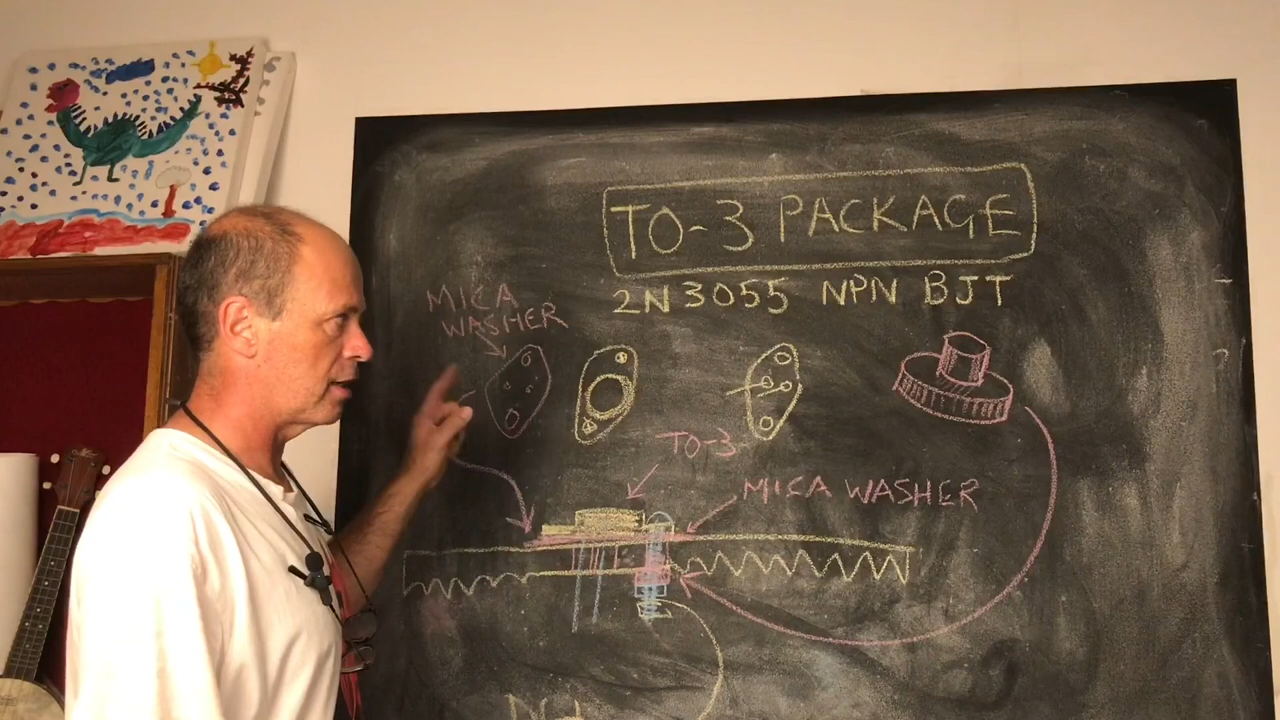 TO-3 PACKAGE
2N3055 NPN BJT
MICA
WASHER
TO-3
MICA WASHER